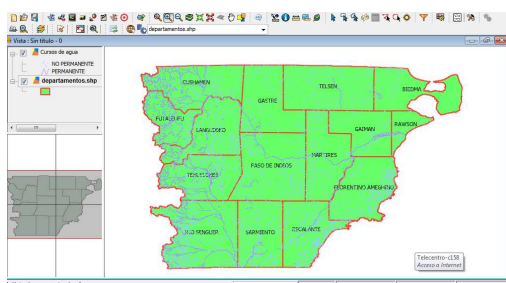 departamentos.shp
Vista : Sin título - 0
Cursos de agua
NO PERMANENTE
PERMANENTE
departamentos.shp
CUSHAMEN
GASTRE
TELSEN
BIEDMA
FUTALEUFU
LANGUIÑEO
GAIMAN
RAWSON
MARTIRES
PASO DE INDIOS
TEHUELCHES
FLORENTINO AMEGHINO
RIO SENGUER
SARMIENTO
ESCALANTE
Telecentro-c158
Acceso a Internet